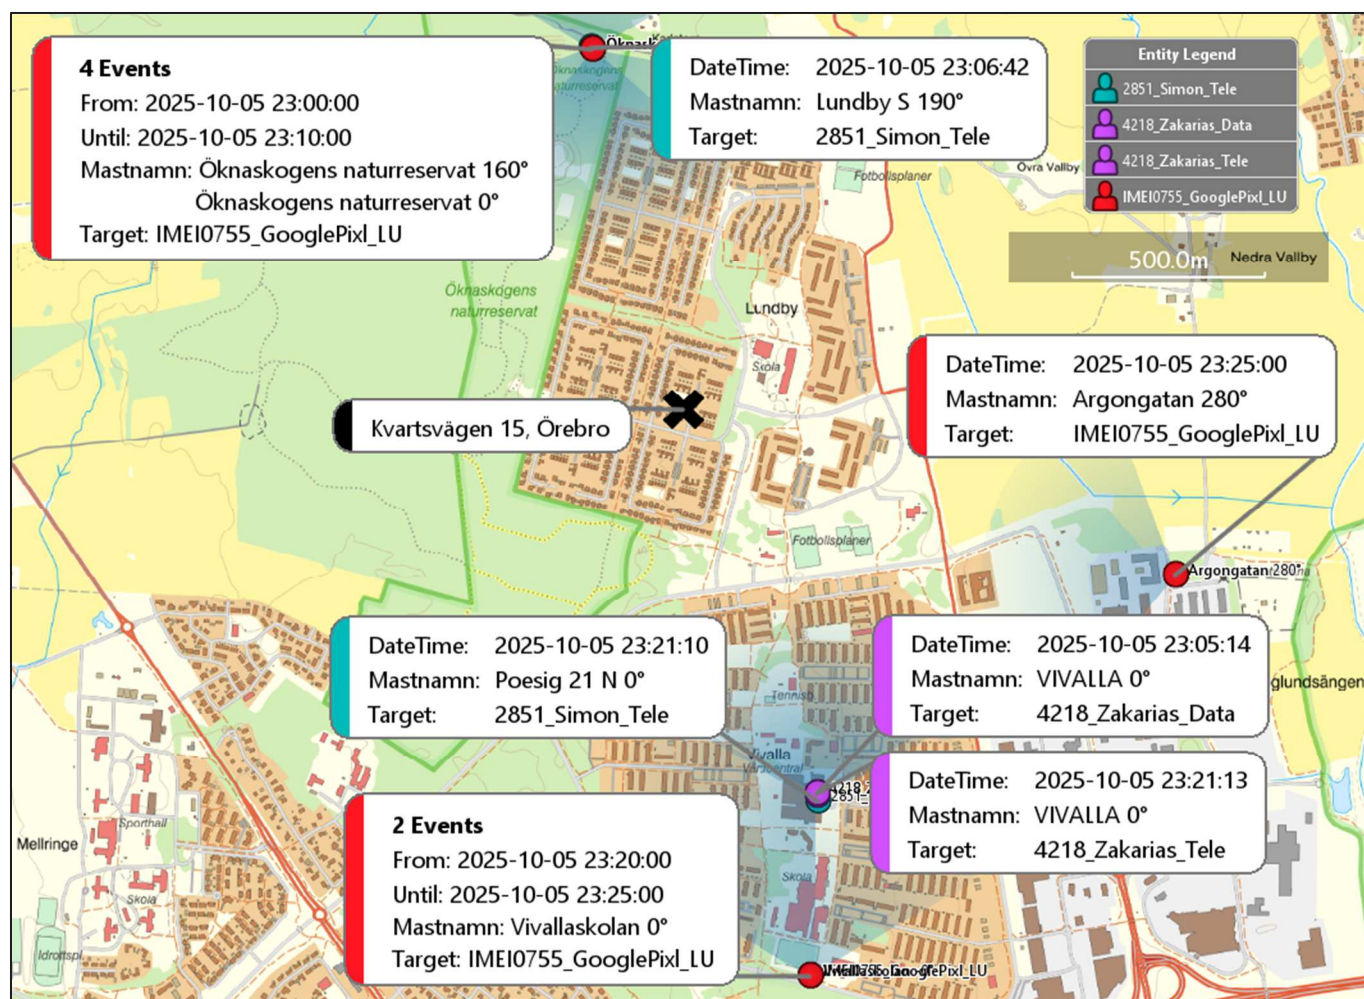 4 Events
From: 2025-10-05 23:00:00
Until: 2025-10-05 23:10:00
Mastnamn: Öknaskogens naturreservat 160°
Öknaskogens naturreservat 0°
Target: IMEI0755_GooglePixl_LU
DateTime: 2025-10-05 23:06:42
Mastnamn: Lundby S 190°
Target: 2851_Simon_Tele
Entity Legend
2851_Simon_Tele
4218_Zakarias_Data
4218_Zakarias_Tele
IMEI0755_GooglePixl_LU
Övra Vallby
Fotbollsplaner
500.0m
Nedra Vallby
Öknaskogens
naturreservat
Lundby
Skola
DateTime: 2025-10-05 23:25:00
Mastnamn: Argongatan 280°
Target: IMEI0755_GooglePixl_LU
Kvartsvägen 15, Örebro
Fotbollsplaner
Argongatan 280°
DateTime: 2025-10-05 23:21:10
Mastnamn: Poesig 21 N 0°
Target: 2851_Simon_Tele
DateTime: 2025-10-05 23:05:14
Mastnamn: VIVALLA 0°
Target: 4218_Zakarias_Data
glundsängen
Tennisb.
Vivalla
Vårdcentral
DateTime: 2025-10-05 23:21:13
Mastnamn: VIVALLA 0°
Target: 4218_Zakarias_Tele
2 Events
From: 2025-10-05 23:20:00
Until: 2025-10-05 23:25:00
Mastnamn: Vivallaskolan 0°
Target: IMEI0755_GooglePixl_LU
Mellringe
Sporthall
Skola
Idrottspl.
Skola